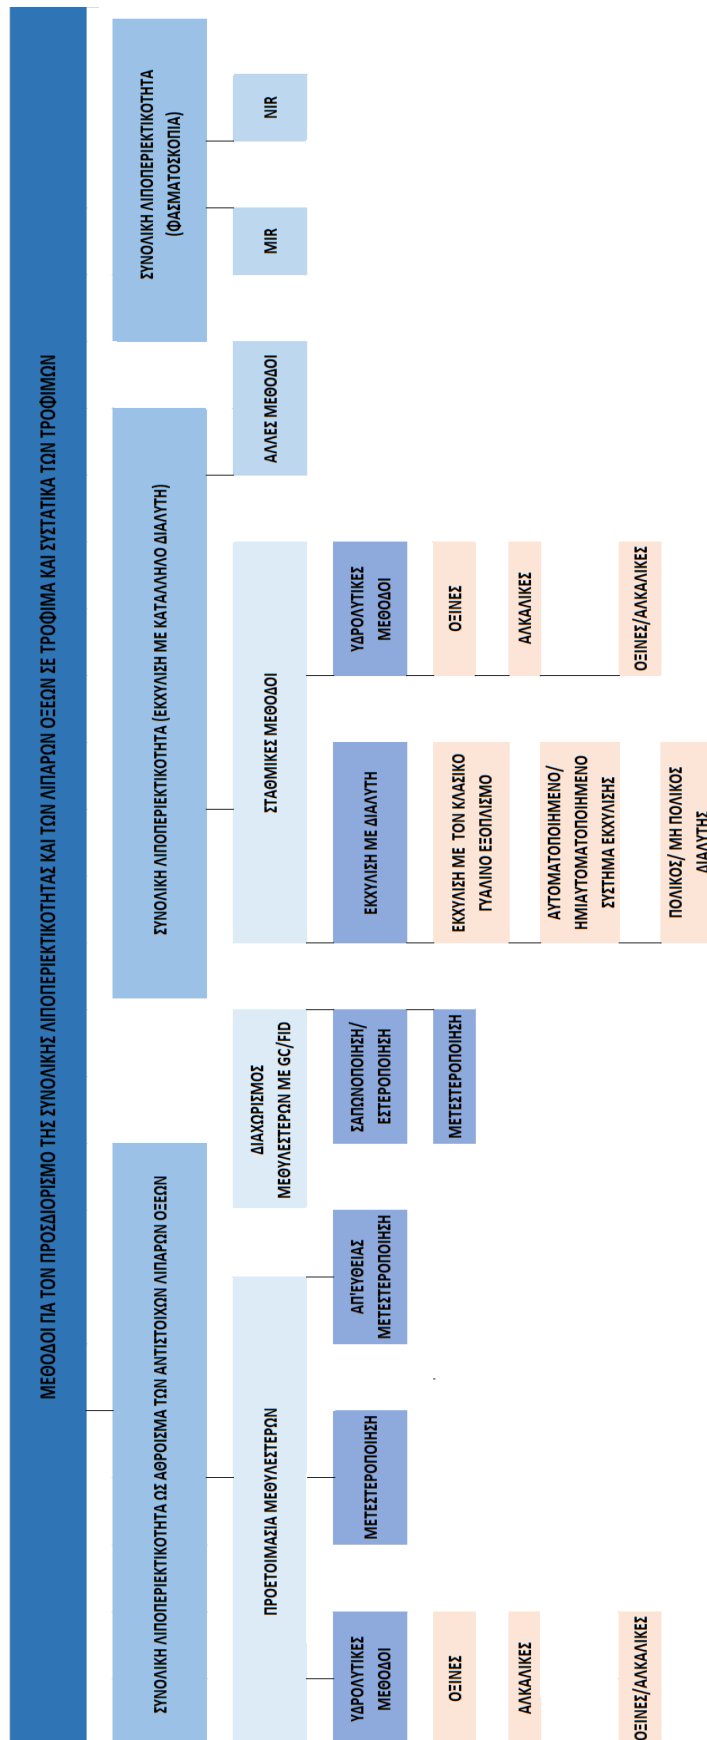 ΜΕΘΟΔΟΙ ΓΙΑ ΤΟΝ ΠΡΟΣΔΙΟΡΙΣΜΟ ΤΗΣ ΣΥΝΟΛΙΚΗΣ ΛΙΠΟΠΕΡΙΕΚΤΙΚΟΤΗΤΑΣ ΚΑΙ ΤΩΝ ΛΙΠΑΡΩΝ ΟΞΕΩΝ ΣΕ ΤΡΟΦΙΜΑ ΚΑΙ ΣΥΣΤΑΤΙΚΑ ΤΩΝ ΤΡΟΦΙΜΩΝ
ΣΥΝΟΛΙΚΗ ΛΙΠΟΠΕΡΙΕΚΤΙΚΟΤΗΤΑ ΩΣ ΑΘΡΟΙΣΜΑ ΤΩΝ ΑΝΤΙΣΤΟΙΧΩΝ ΛΙΠΑΡΩΝ ΟΞΕΩΝ
ΣΥΝΟΛΙΚΗ ΛΙΠΟΠΕΡΙΕΚΤΙΚΟΤΗΤΑ (ΕΚΧΥΛΙΣΗ ΜΕ ΚΑΤΑΛΛΗΛΟ ΔΙΑΛΥΤΗ)
ΣΥΝΟΛΙΚΗ ΛΙΠΟΠΕΡΙΕΚΤΙΚΟΤΗΤΑ
(ΦΑΣΜΑΤΟΣΚΟΠΙΑ)
ΠΡΟΕΤΟΙΜΑΣΙΑ ΜΕΘΥΛΕΣΤΕΡΩΝ
ΔΙΑΧΩΡΙΣΜΟΣ
ΜΕΘΥΛΕΣΤΕΡΩΝ ΜΕ GC/FID
ΣΤΑΘΜΙΚΕΣ ΜΕΘΟΔΟΙ
ΑΛΛΕΣ ΜΕΘΟΔΟΙ
MIR
NIR
ΥΔΡΟΛΥΤΙΚΕΣ
ΜΕΘΟΔΟΙ
ΜΕΤΕΣΤΕΡΟΠΟΙΗΣΗ
ΑΠ'ΕΥΘΕΙΑΣ
ΜΕΤΕΣΤΕΡΟΠΟΙΗΣΗ
ΣΑΠΩΝΟΠΟΙΗΣΗ/
ΕΣΤΕΡΟΠΟΙΗΣΗ
ΕΚΧΥΛΙΣΗ ΜΕ ΔΙΑΛΥΤΗ
ΥΔΡΟΛΥΤΙΚΕΣ
ΜΕΘΟΔΟΙ
ΟΞΙΝΕΣ
ΜΕΤΕΣΤΕΡΟΠΟΙΗΣΗ
ΕΚΧΥΛΙΣΗ ΜΕ ΤΟΝ ΚΛΑΣΙΚΟ
ΓΥΑΛΙΝΟ ΕΞΟΠΛΙΣΜΟ
ΟΞΙΝΕΣ
ΑΛΚΑΛΙΚΕΣ
ΑΥΤΟΜΑΤΟΠΟΙΗΜΕΝΟ/
ΗΜΙΑΥΤΟΜΑΤΟΠΟΙΗΜΕΝΟ
ΣΥΣΤΗΜΑ ΕΚΧΥΛΙΣΗΣ
ΑΛΚΑΛΙΚΕΣ
ΟΞΙΝΕΣ/ΑΛΚΑΛΙΚΕΣ
ΠΟΛΙΚΟΣ/ ΜΗ ΠΟΛΙΚΟΣ
ΔΙΑΛΥΤΗΣ
ΟΞΙΝΕΣ/ΑΛΚΑΛΙΚΕΣ